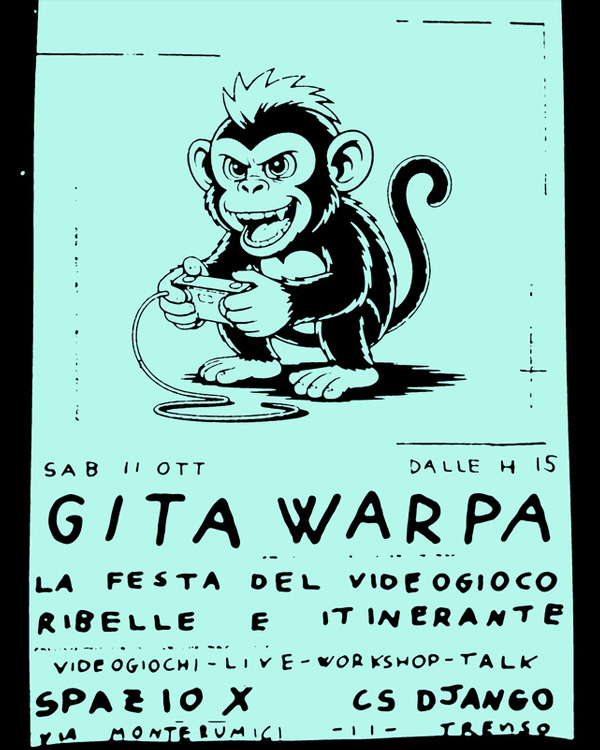 SAB 11 OTT DALLE H 15
GITA WARPA
LA FESTA DEL VIDEOGIOCO
RIBELLE E ITINERANTE
VIDEOGIOCHI-LIVE-WORKSHOP-TALK
SPAZIO X CS DJANGO
VIA MONTERUMICI -11- TREVISO